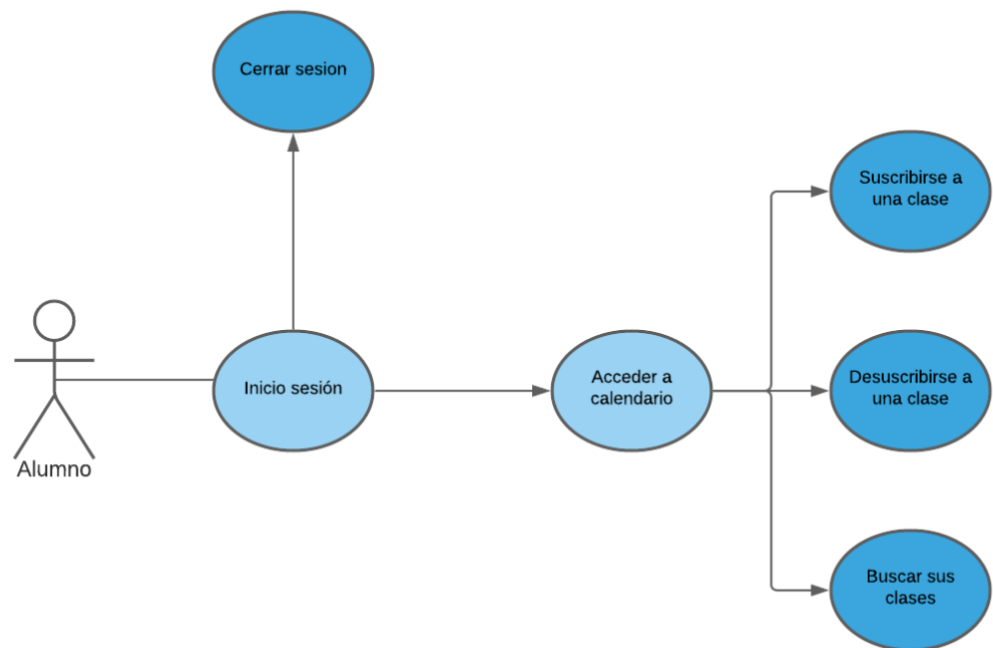 Cerrar sesion
Suscribirse a
una clase
Inicio sesión
Acceder a
calendario
Desuscribirse a
una clase
Alumno
Buscar sus
clases